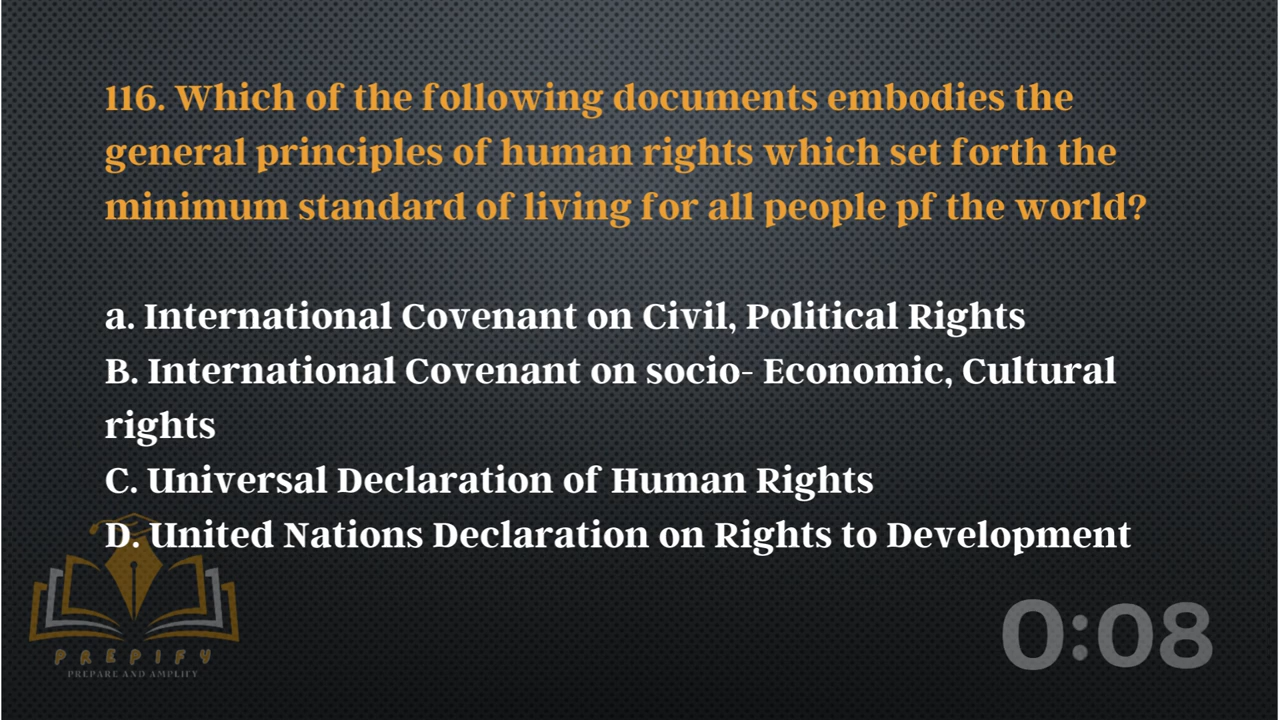 116. Which of the following documents embodies the
general principles of human rights which set forth the
minimum standard of living for all people pf the world?
a. International Covenant on Civil, Political Rights
B. International Covenant on socio- Economic, Cultural
rights
C. Universal Declaration of Human Rights
D. United Nations Declaration on Rights to Development
PREPIFY
PREPARE AND AMPLIFY
0:08